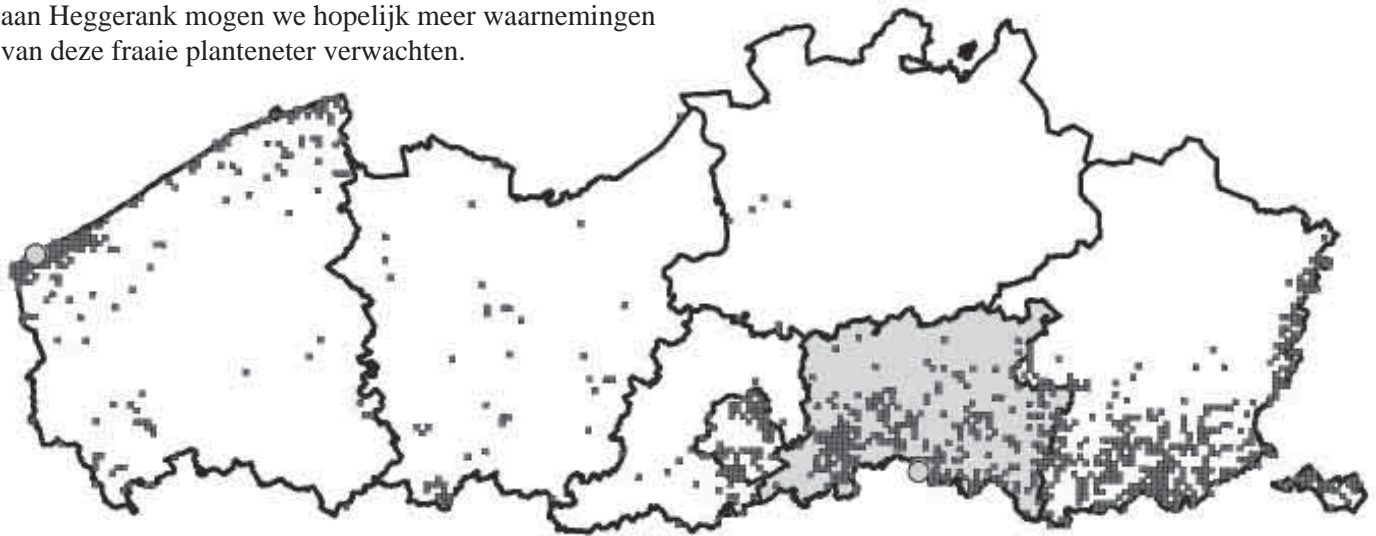 aan Heggerank mogen we hopelijk meer waarnemingen
van deze fraaie planteneter verwachten.